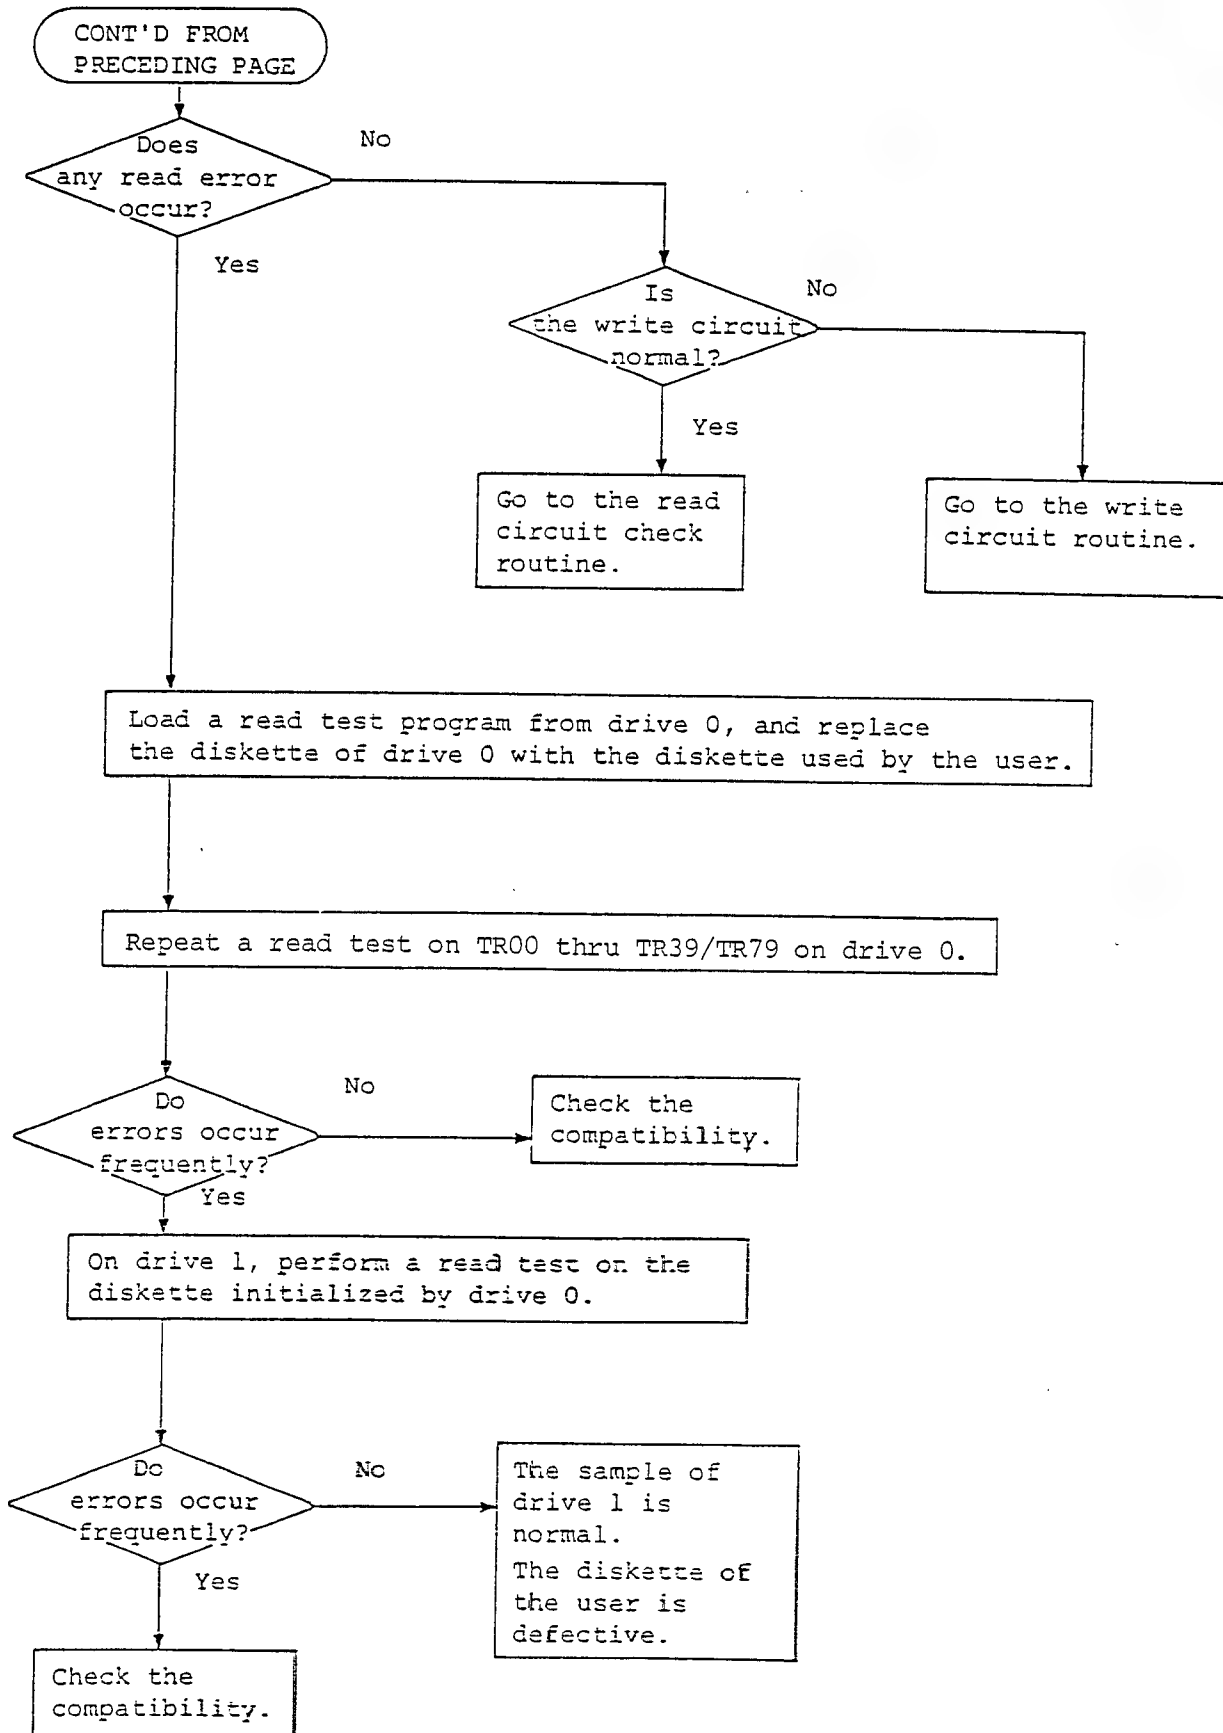 CONT'D FROM
PRECEDING PAGE
Does
any read error
occur?
No
Yes
Is
the write circuit
normal?
No
Yes
Go to the read
circuit check
routine.
Go to the write
circuit routine.
Load a read test program from drive 0, and replace
the diskette of drive 0 with the diskette used by the user.
Repeat a read test on TR00 thru TR39/TR79 on drive 0.
Do
errors occur
frequently?
No
Yes
Check the
compatibility.
On drive 1, perform a read test on the
diskette initialized by drive 0.
Do
errors occur
frequently?
No
Yes
The sample of
drive 1 is
normal.
The diskette of
the user is
defective.
Check the
compatibility.